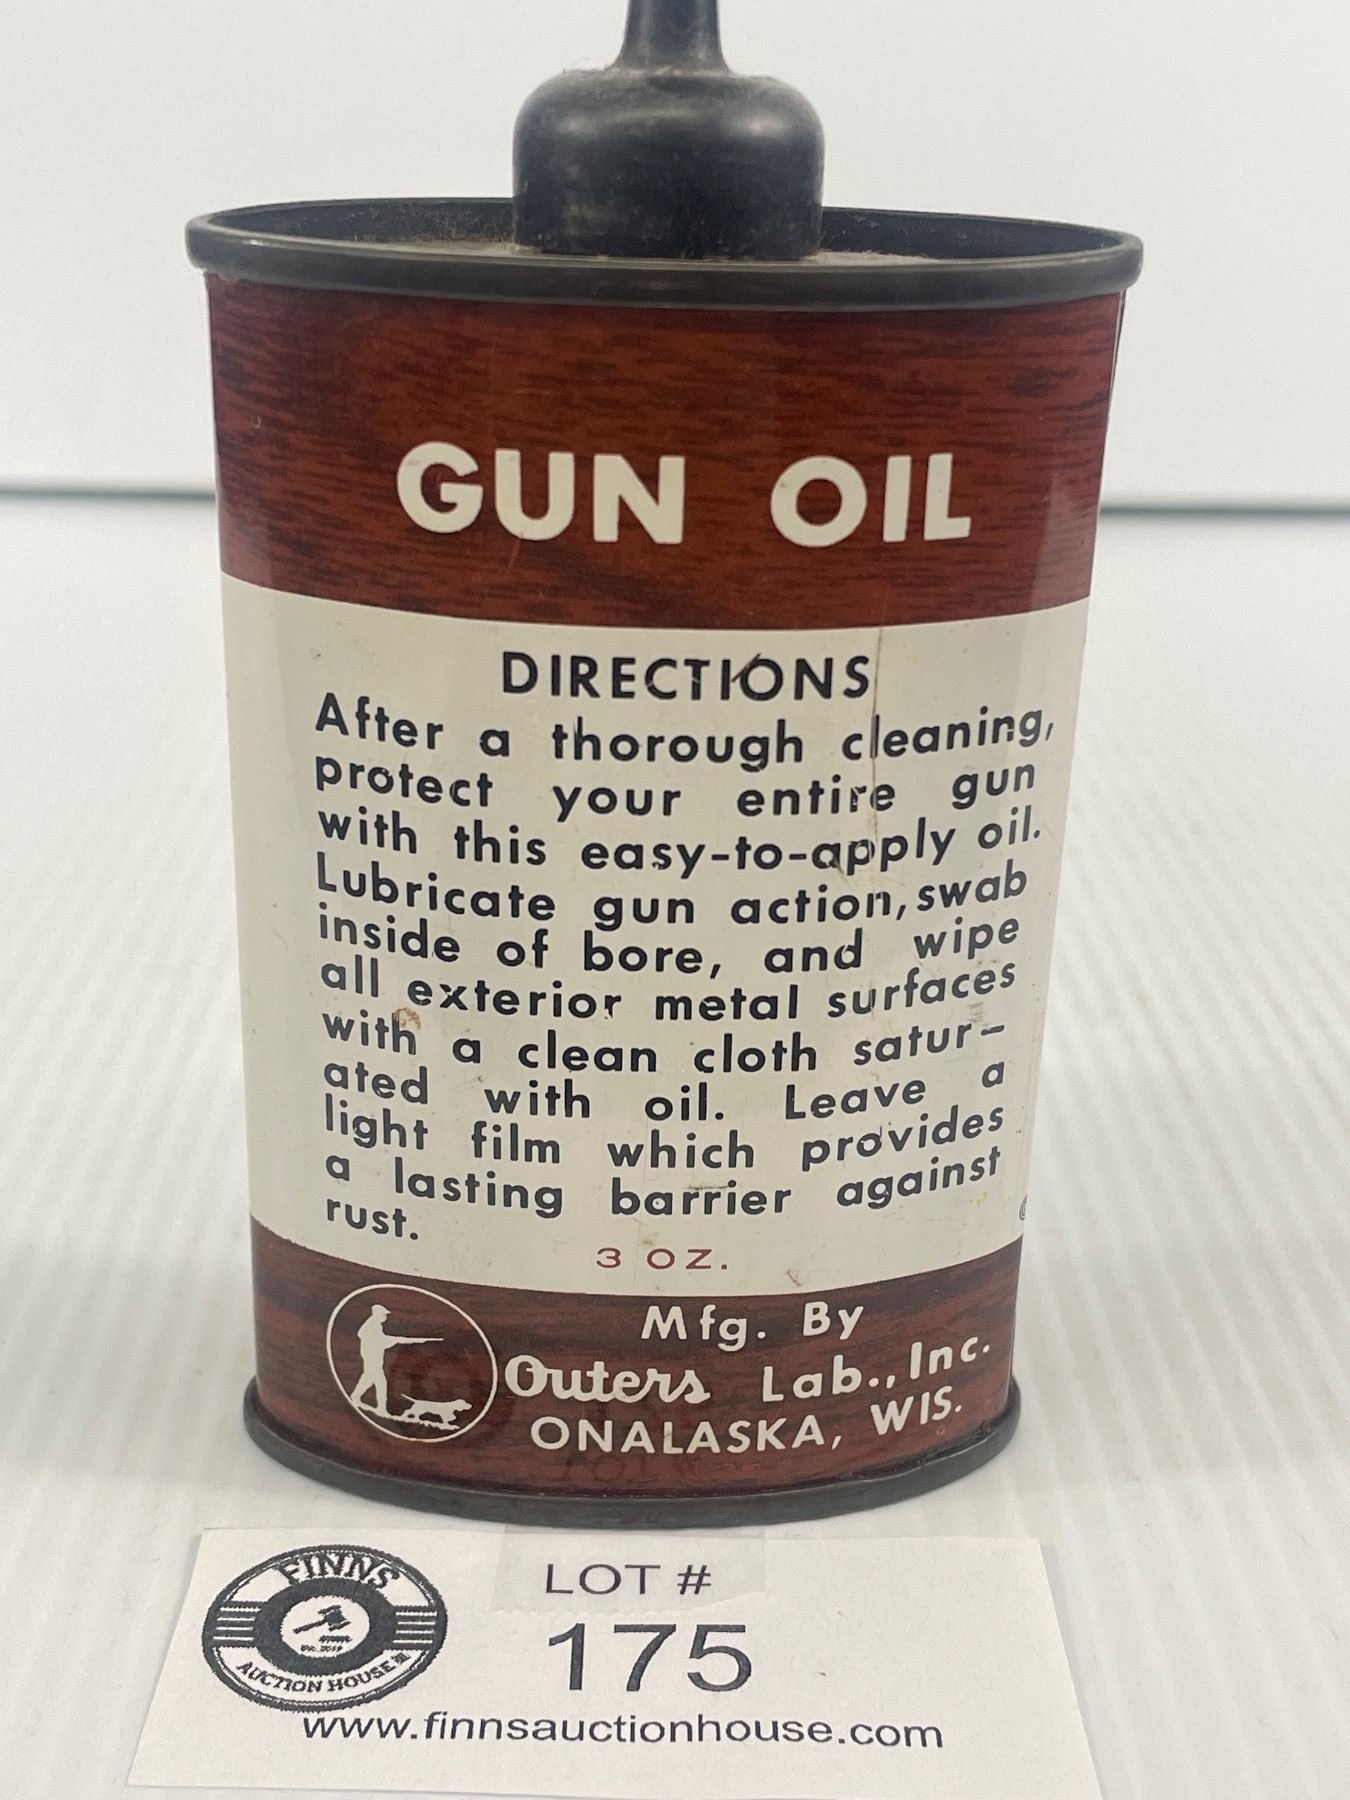 GUN OIL
DIRECTIONS
After a thorough cleaning,
protect your entire gun
with this easy-to-apply oil.
Lubricate gun action, swab
inside of bore, and wipe
all exterior metal surfaces
with a clean cloth satur-
ated with oil. Leave a
light film which provides
a lasting barrier against
rust.
3 OZ.
Mfg. By
Outers Lab., Inc.
ONALASKA, WIS.
FINNS
AUCTION HOUSE
LOT #
175
www.finnsauctionhouse.com